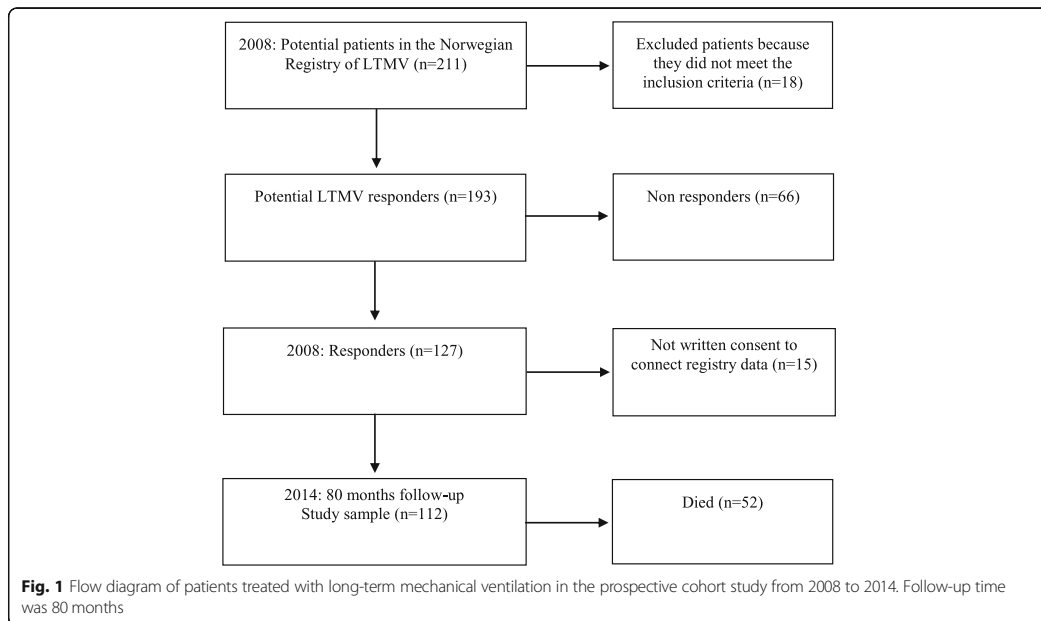 2008: Potential patients in the Norwegian
Registry of LTMV (n=211)
Excluded patients because
they did not meet the
inclusion criteria (n=18)
Potential LTMV responders (n=193)
Non responders (n=66)
2008: Responders (n=127)
Not written consent to
connect registry data (n=15)
2014: 80 months follow-up
Study sample (n=112)
Died (n=52)
Fig. 1 Flow diagram of patients treated with long-term mechanical ventilation in the prospective cohort study from 2008 to 2014. Follow-up time
was 80 months